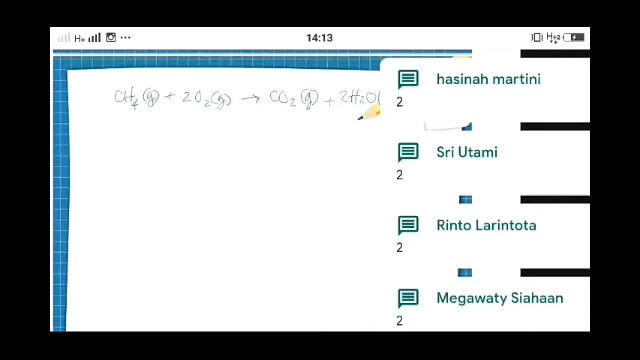 H+ 14:13 H+
hasinah martini
2
CH₄(g) + 2O₂(g) → CO₂(g) + 2H₂O(
Sri Utami
2
Rinto Larintota
2
Megawaty Siahaan
2